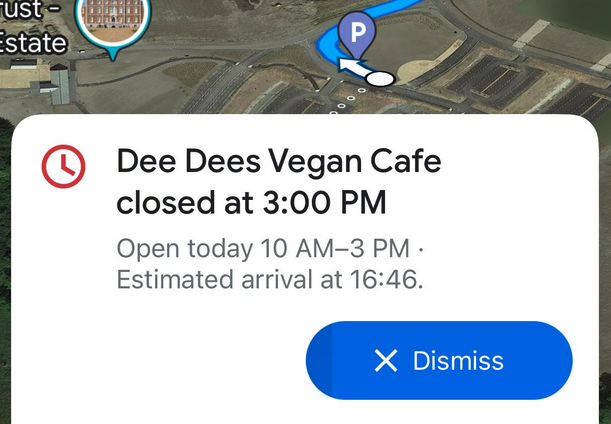 rust -
Estate
P
Dee Dees Vegan Cafe
closed at 3:00 PM
Open today 10 AM–3 PM ·
Estimated arrival at 16:46.
Dismiss